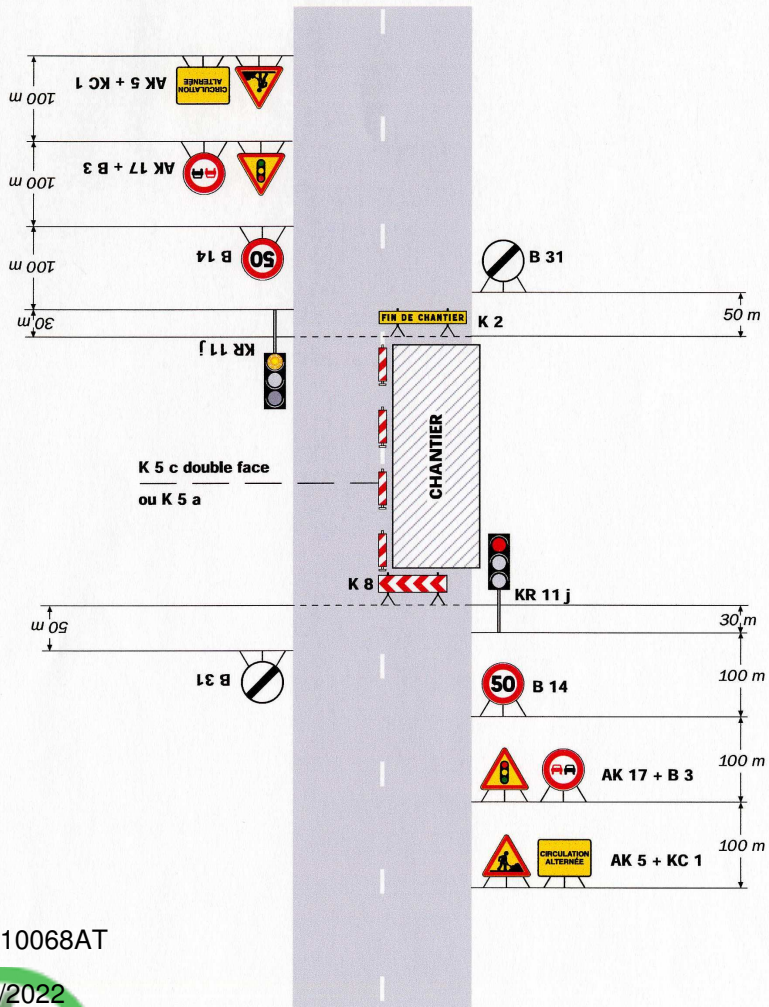 AK 5 + KC 1
CIRCULATION
ALTERNÉE
100 m
AK 17 + B 3
100 m
B 14
50
100 m
B 31
50 m
30 m
FIN DE CHANTIER
K 2
KR 11 j
CHANTIER
K 5 c double face
ou K 5 a
K 8
KR 11 j
50 m
30 m
B 31
50
B 14
100 m
AK 17 + B 3
100 m
CIRCULATION
ALTERNÉE
AK 5 + KC 1
100 m
10068AT
/2022